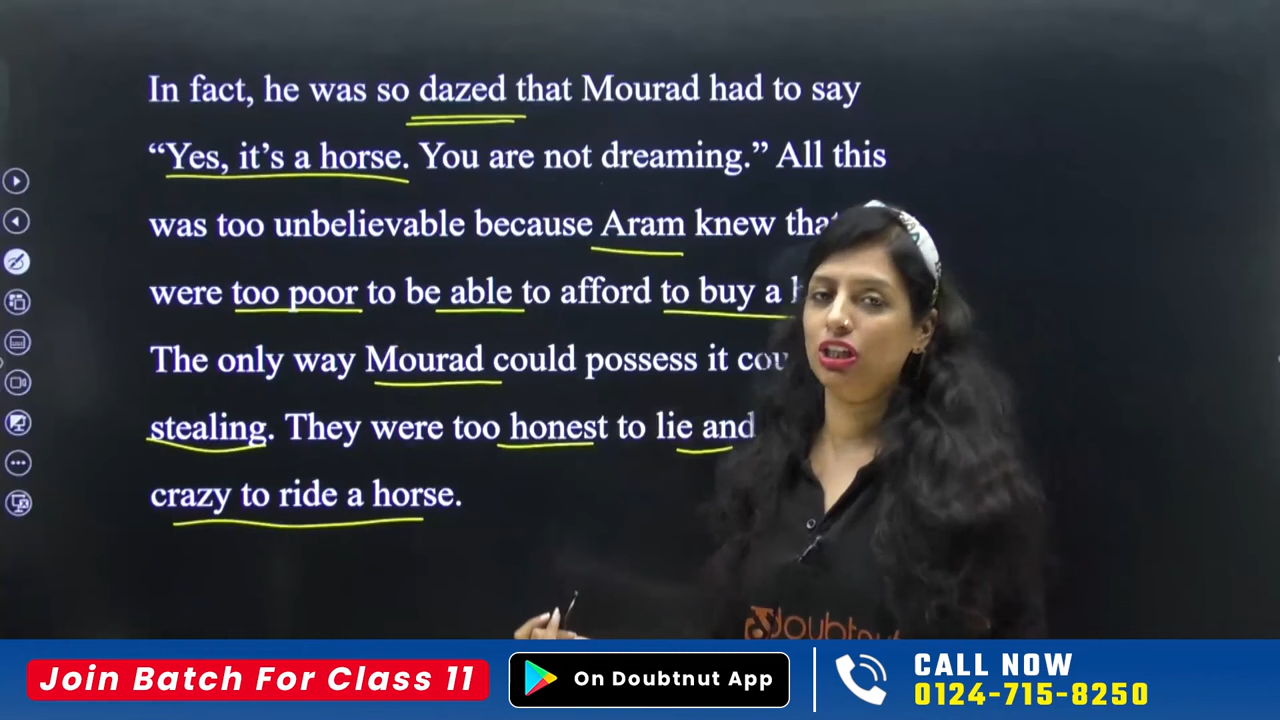 In fact, he was so dazed that Mourad had to say
“Yes, it’s a horse. You are not dreaming.” All this
was too unbelievable because Aram knew that
were too poor to be able to afford to buy a
The only way Mourad could possess it
stealing. They were too honest to lie and
crazy to ride a horse.
doubtnut
Join Batch For Class 11
On Doubtnut App
CALL NOW
0124-715-8250